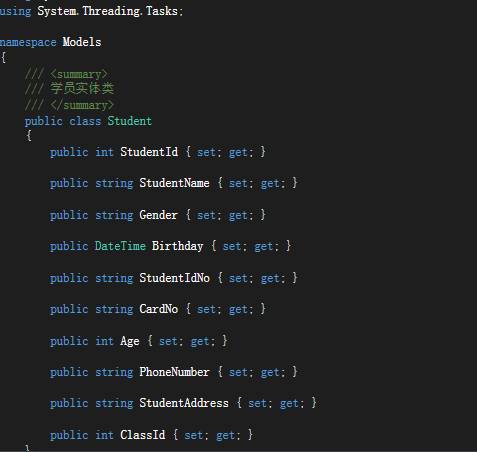 using System.Threading.Tasks;
namespace Models
{
/// <summary>
/// 学员实体类
/// </summary>
public class Student
{
public int StudentId { set; get; }
public string StudentName { set; get; }
public string Gender { set; get; }
public DateTime Birthday { set; get; }
public string StudentIdNo { set; get; }
public string CardNo { set; get; }
public int Age { set; get; }
public string PhoneNumber { set; get; }
public string StudentAddress { set; get; }
public int ClassId { set; get; }
}